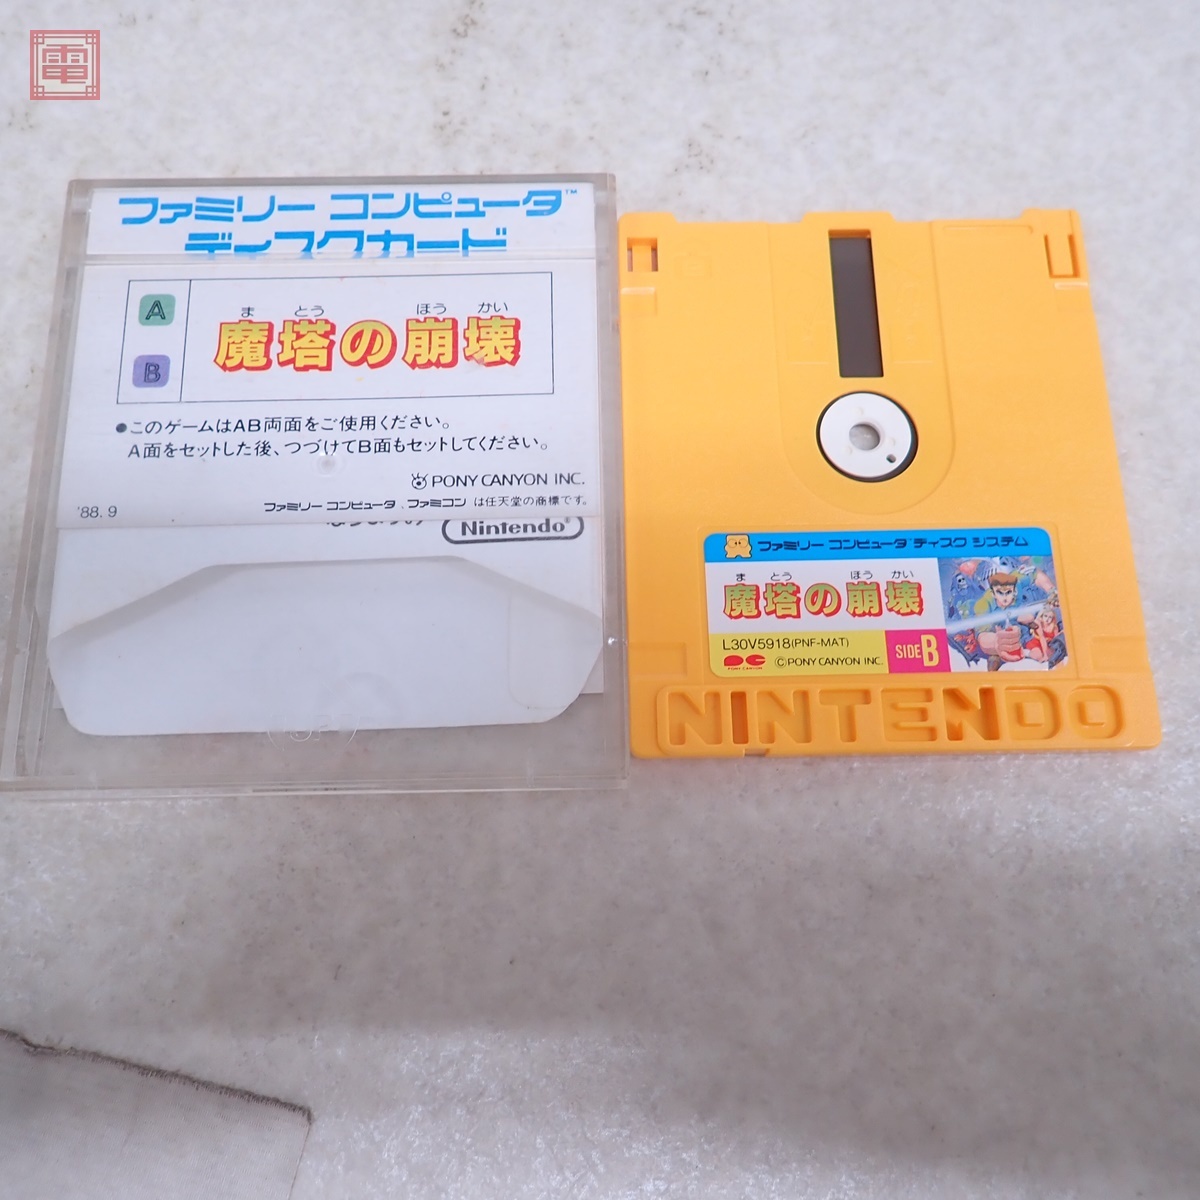 電
ファミリー コンピュータ™
ディスクカード
A
B
ま とう ほう かい
魔塔の崩壊
●このゲームはAB両面をご使用ください。
A面をセットした後、つづけてB面もセットしてください。
PONY CANYON INC.
'88.9
ファミリー コンピュータ、ファミコン は任天堂の商標です。
Nintendo®
ファミリー コンピュータ™ディスク システム
ま とう ほう かい
魔塔の崩壊
L30V5918(PNF-MAT)
SIDE B
PONY CANYON
©PONY CANYON INC.
NINTENDO